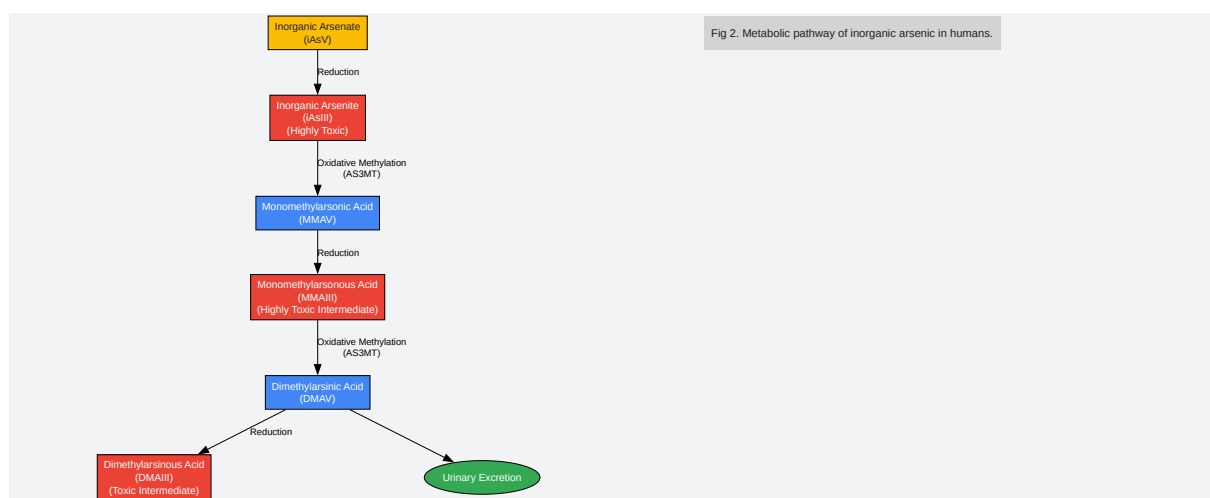 Inorganic Arsenate
(iAsV)
Fig 2. Metabolic pathway of inorganic arsenic in humans.
Reduction
Inorganic Arsenite
(iAsIII)
(Highly Toxic)
Oxidative Methylation
(AS3MT)
Monomethylarsonic Acid
(MMAV)
Reduction
Monomethylarsonous Acid
(MMAIII)
(Highly Toxic Intermediate)
Oxidative Methylation
(AS3MT)
Dimethylarsinic Acid
(DMAV)
Reduction
Dimethylarsinous Acid
(DMAIII)
(Toxic Intermediate)
Urinary Excretion